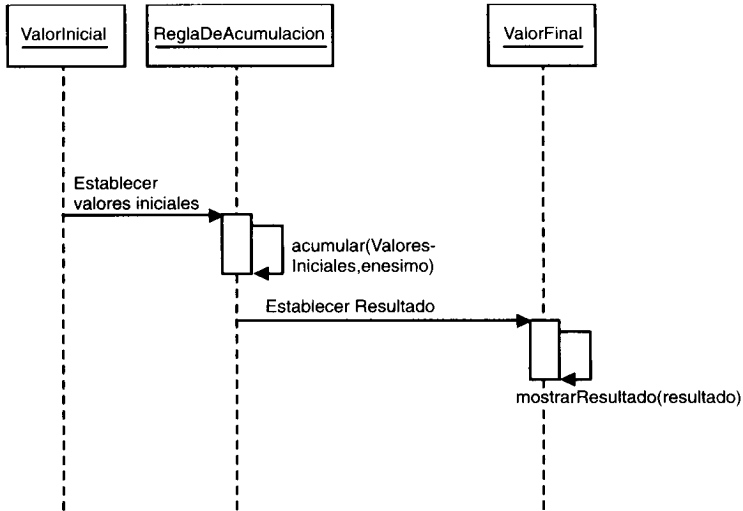 ValorInicial
ReglaDeAcumulacion
ValorFinal
Establecer
valores iniciales
acumular(Valores-
Iniciales,enesimo)
Establecer Resultado
mostrarResultado(resultado)